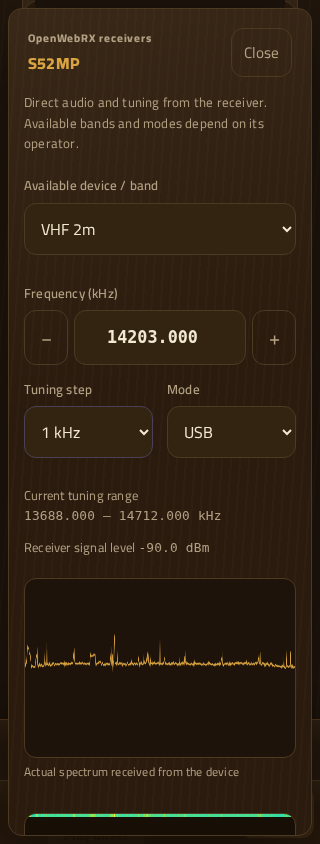 OpenWebRX receivers
S52MP
Close
Direct audio and tuning from the receiver.
Available bands and modes depend on its
operator.
Available device / band
VHF 2m
Frequency (kHz)
− 14203.000 +
Tuning step Mode
1 kHz USB
Current tuning range
13688.000 — 14712.000 kHz
Receiver signal level -90.0 dBm
Actual spectrum received from the device